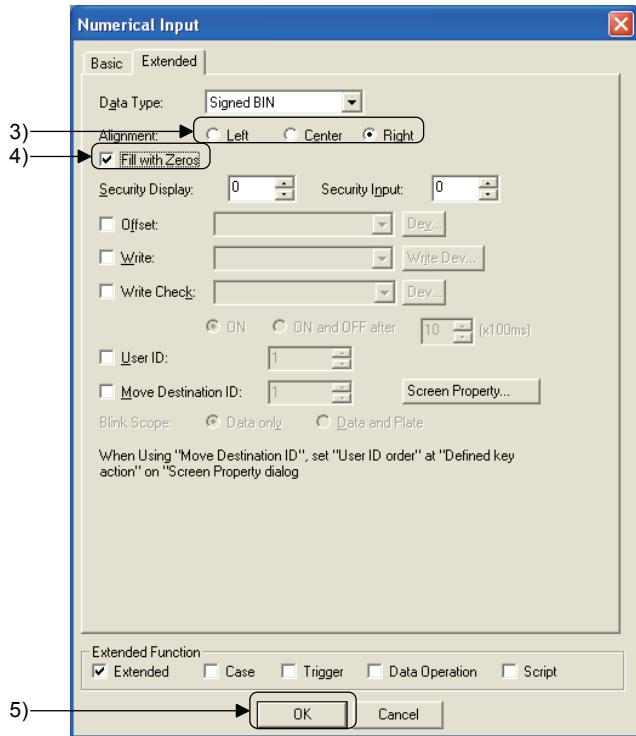 Numerical Input
Basic Extended
Data Type: Signed BIN
3) Alignment: Left Center Right
4) Fill with Zeros
Security Display: 0 Security Input: 0
Offset: Dev...
Write: Write Dev...
Write Check: Dev...
ON ON and OFF after 10 (x100ms)
User ID: 1
Move Destination ID: 1 Screen Property...
Blink Scope: Data only Data and Plate
When Using "Move Destination ID", set "User ID order" at "Defined key
action" on "Screen Property dialog
Extended Function
Extended Case Trigger Data Operation Script
5) OK Cancel